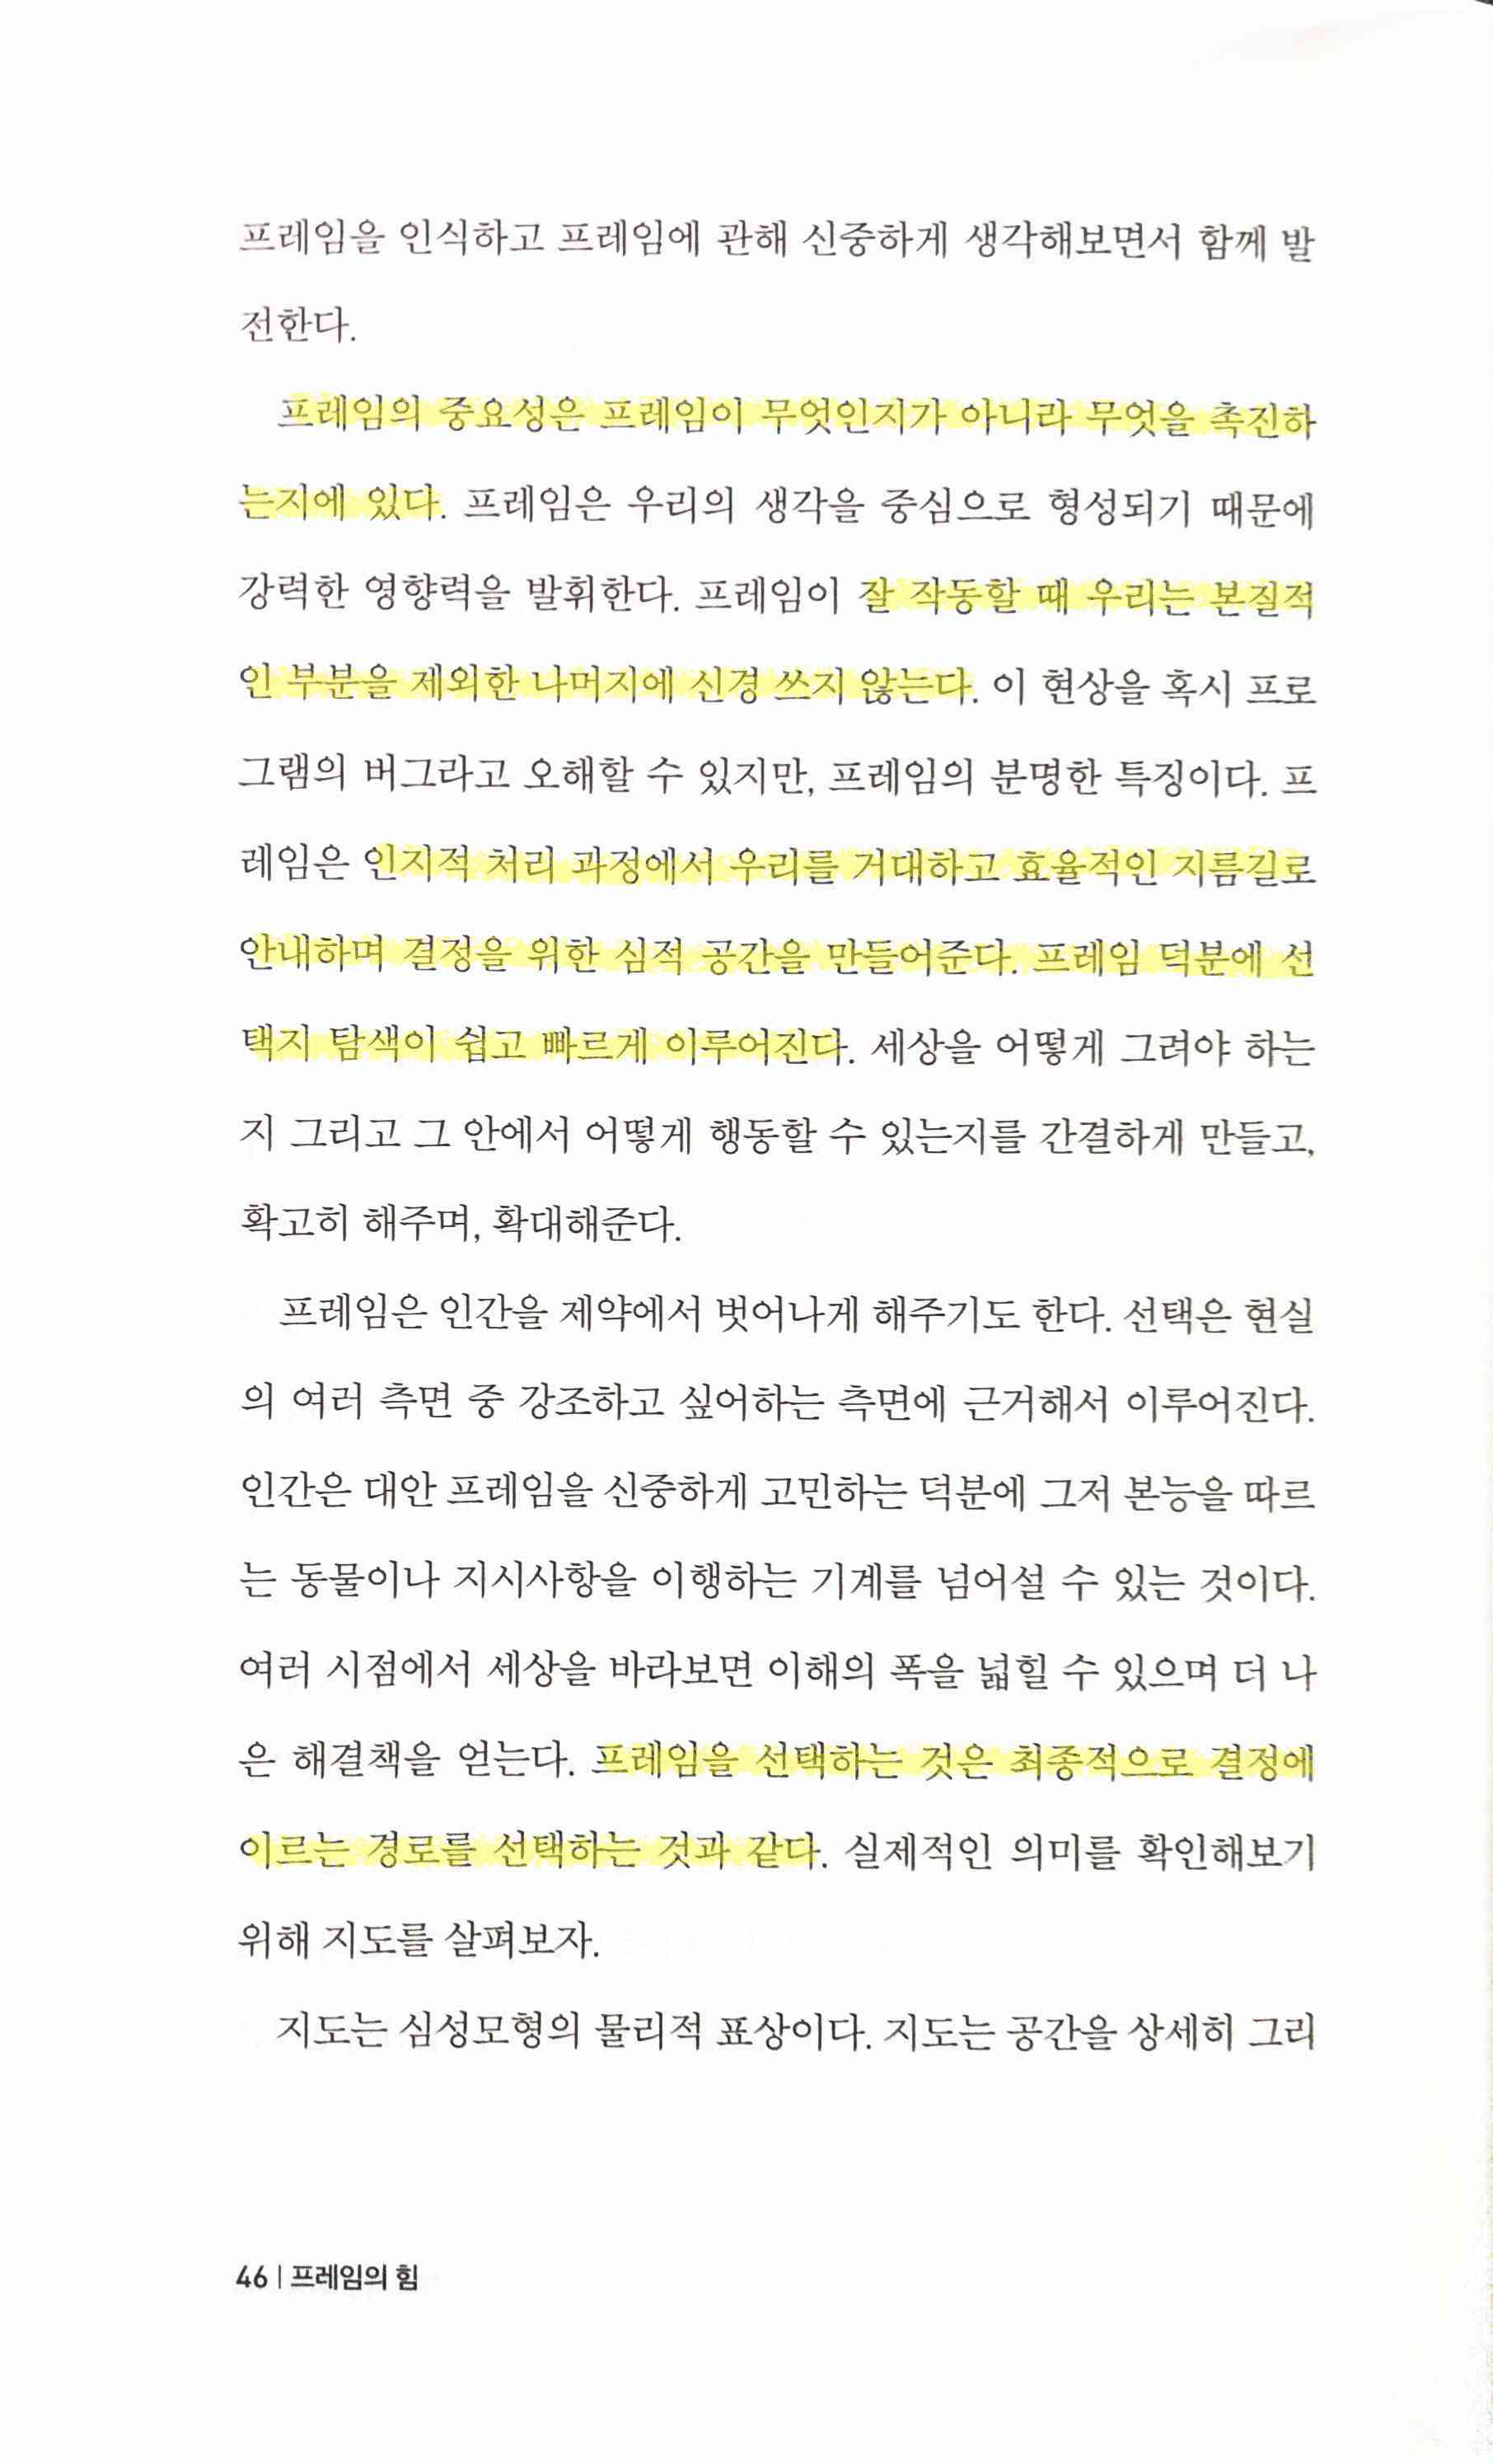 프레임을 인식하고 프레임에 관해 신중하게 생각해보면서 함께 발
전한다.
프레임의 중요성은 프레임이 무엇인지가 아니라 무엇을 촉진하
는지에 있다. 프레임은 우리의 생각을 중심으로 형성되기 때문에
강력한 영향력을 발휘한다. 프레임이 잘 작동할 때 우리는 본질적
인 부분을 제외한 나머지에 신경 쓰지 않는다. 이 현상을 혹시 프로
그램의 버그라고 오해할 수 있지만, 프레임의 분명한 특징이다. 프
레임은 인지적 처리 과정에서 우리를 거대하고 효율적인 지름길로
안내하며 결정을 위한 심적 공간을 만들어준다. 프레임 덕분에 선
택지 탐색이 쉽고 빠르게 이루어진다. 세상을 어떻게 그려야 하는
지 그리고 그 안에서 어떻게 행동할 수 있는지를 간결하게 만들고,
확고히 해주며, 확대해준다.
프레임은 인간을 제약에서 벗어나게 해주기도 한다. 선택은 현실
의 여러 측면 중 강조하고 싶어하는 측면에 근거해서 이루어진다.
인간은 대안 프레임을 신중하게 고민하는 덕분에 그저 본능을 따르
는 동물이나 지시사항을 이행하는 기계를 넘어설 수 있는 것이다.
여러 시점에서 세상을 바라보면 이해의 폭을 넓힐 수 있으며 더 나
은 해결책을 얻는다. 프레임을 선택하는 것은 최종적으로 결정에
이르는 경로를 선택하는 것과 같다. 실제적인 의미를 확인해보기
위해 지도를 살펴보자.
지도는 심성모형의 물리적 표상이다. 지도는 공간을 상세히 그리
46 | 프레임의 힘